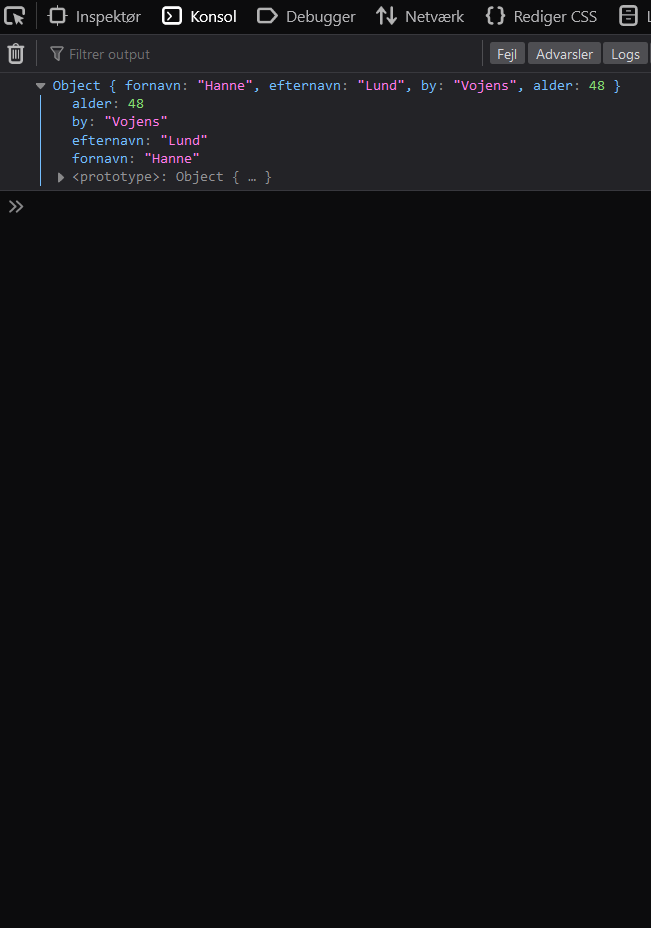 Inspektør Konsol Debugger Netværk Rediger CSS L
Filtrer output Fejl Advarsler Logs
Object { fornavn: "Hanne", efternavn: "Lund", by: "Vojens", alder: 48 }
alder: 48
by: "Vojens"
efternavn: "Lund"
fornavn: "Hanne"
<prototype>: Object { … }